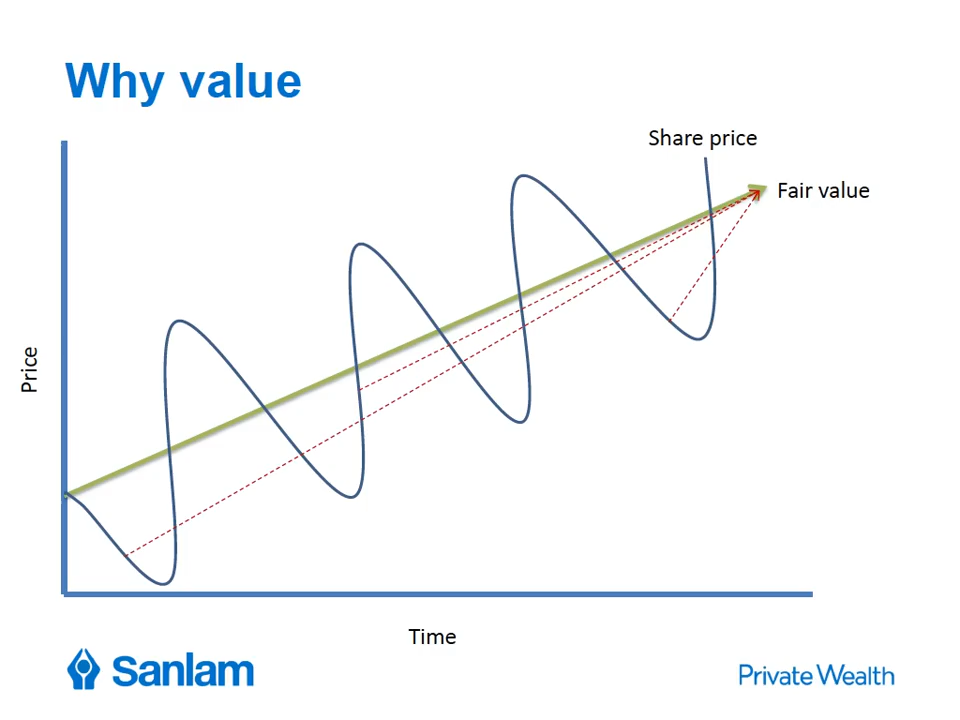 Why value
Share price
Fair value
Price
Time
Sanlam
Private Wealth